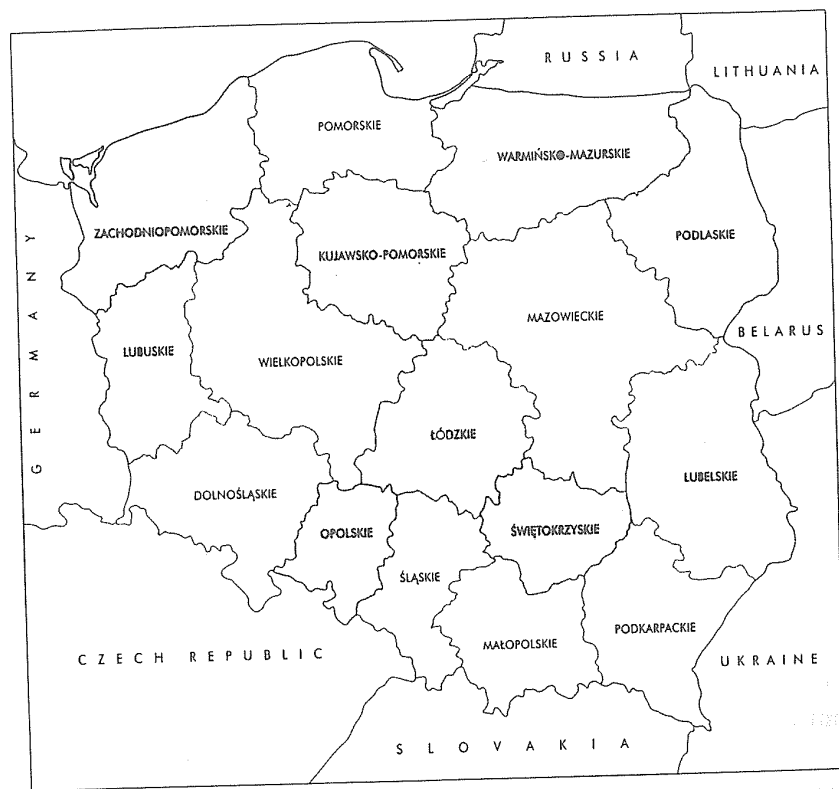 RUSSIA
LITHUANIA
POMORSKIE
WARMIŃSKO-MAZURSKIE
ZACHODNIOPOMORSKIE
PODLASKIE
KUJAWSKO-POMORSKIE
GERMANY
MAZOWIECKIE
BELARUS
LUBUSKIE
WIELKOPOLSKIE
ŁÓDZKIE
LUBELSKIE
DOLNOŚLĄSKIE
OPOLSKIE
ŚWIĘTOKRZYSKIE
ŚLĄSKIE
PODKARPACKIE
MAŁOPOLSKIE
CZECH REPUBLIC
UKRAINE
SLOVAKIA